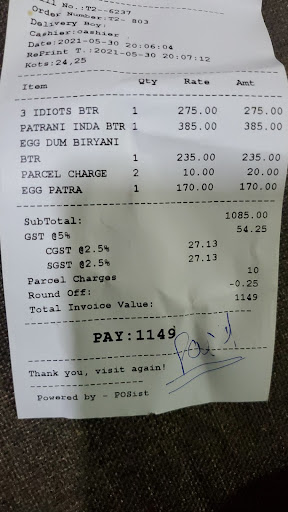 Bill No.:T2--6237
Order Number:T2- 803
Delivery Boy:
Cashier:cashier
Date:2021-05-30 20:06:04
RePrint T.:2021-05-30 20:07:12
Kots:24,25
Item Qty Rate Amt
3 IDIOTS BTR 1 275.00 275.00
PATRANI INDA BTR 1 385.00 385.00
EGG DUM BIRYANI
BTR 1 235.00 235.00
PARCEL CHARGE 2 10.00 20.00
EGG PATRA 1 170.00 170.00
SubTotal: 1085.00
GST @5% 54.25
CGST @2.5% 27.13
SGST @2.5% 27.13
Parcel Charges 10
Round Off: -0.25
Total Invoice Value: 1149
PAY:1149
Paid
Thank you, visit again!
Powered by - POSist